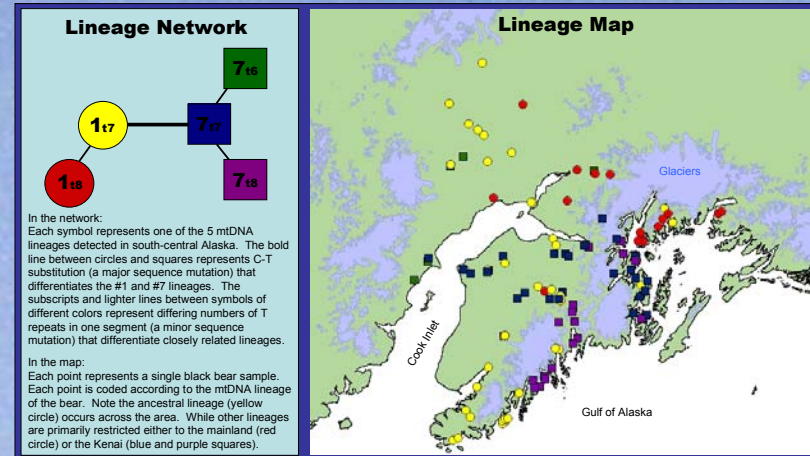 Lineage Network
7t6
1t7
7t7
1t8
7t8
In the network:
Each symbol represents one of the 5 mtDNA
lineages detected in south-central Alaska. The bold
line between circles and squares represents C-T
substitution (a major sequence mutation) that
differentiates the #1 and #7 lineages. The
subscripts and lighter lines between symbols of
different colors represent differing numbers of T
repeats in one segment (a minor sequence
mutation) that differentiate closely related lineages.
In the map:
Each point represents a single black bear sample.
Each point is coded according to the mtDNA lineage
of the bear. Note the ancestral lineage (yellow
circle) occurs across the area. While other lineages
are primarily restricted either to the mainland (red
circle) or the Kenai (blue and purple squares).
Lineage Map
Glaciers
Cook Inlet
Gulf of Alaska